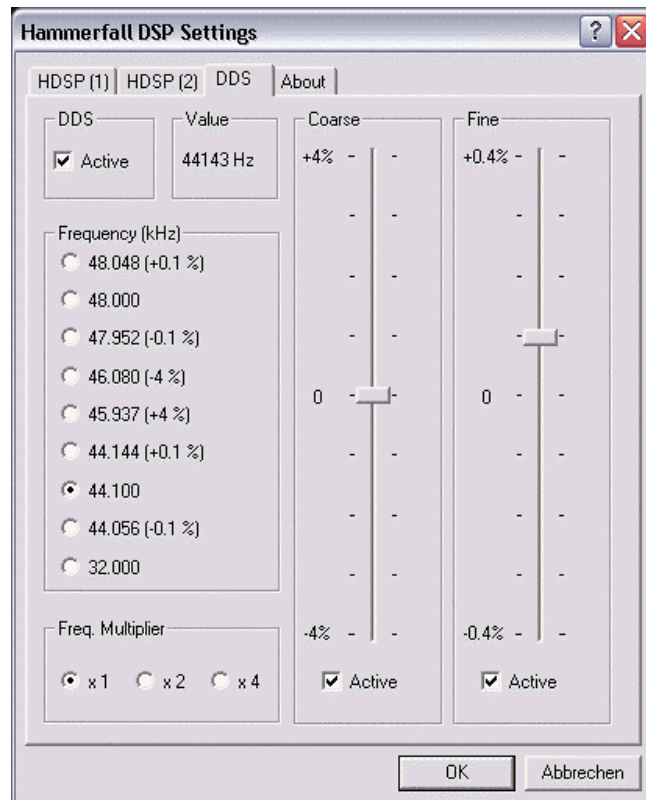 Hammerfall DSP Settings
HDSP (1) HDSP (2) DDS About
DDS
Active
Value
44143 Hz
Frequency (kHz)
48.048 (+0.1 %)
48.000
47.952 (-0.1 %)
46.080 (-4 %)
45.937 (+4 %)
44.144 (+0.1 %)
44.100
44.056 (-0.1 %)
32.000
Freq. Multiplier
x 1 x 2 x 4
Coarse
+4%
0
-4%
Active
Fine
+0.4%
0
-0.4%
Active
OK Abbrechen